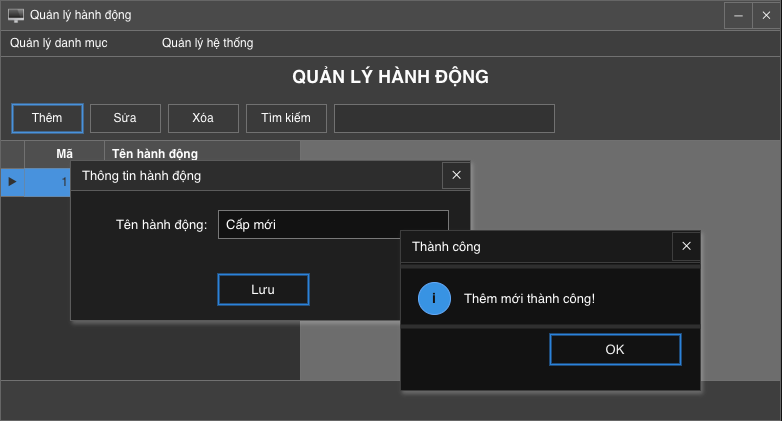 Quản lý hành động
Quản lý danh mục Quản lý hệ thống
QUẢN LÝ HÀNH ĐỘNG
Thêm Sửa Xóa Tìm kiếm
Mã Tên hành động
1
Thông tin hành động
Tên hành động: Cấp mới
Lưu
Thành công
i Thêm mới thành công!
OK